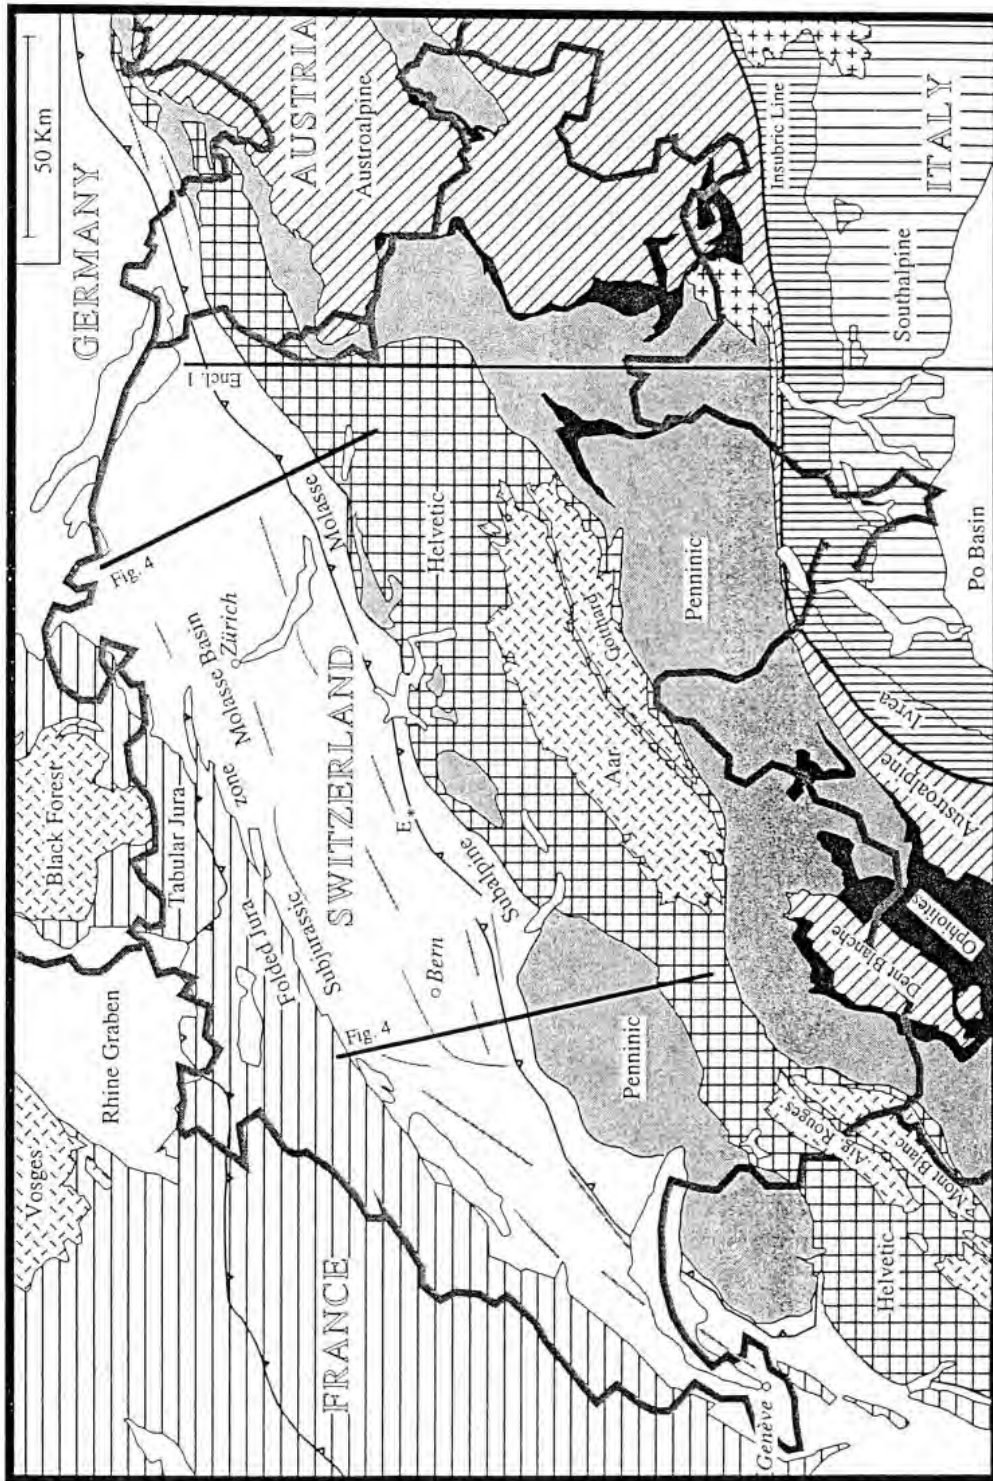 50 Km
GERMANY
AUSTRIA
Austroalpine
Insubric Line
ITALY
Southalpine
Po Basin
Encl. 1
Fig. 4
Molasse
Helvetic
Penninic
Gotthard
Aar
Zürich
Molasse Basin
zone
SWITZERLAND
Black Forest
Tabular Jura
Folded Jura
Subjurassic
E
Subalpine
Bern
Ivrea
Austroalpine
Ophiolites
Dent Blanche
Rhine Graben
Vosges
Fig. 4
Penninic
Aig. Rouges
Mont Blanc
Helvetic
FRANCE
Genève